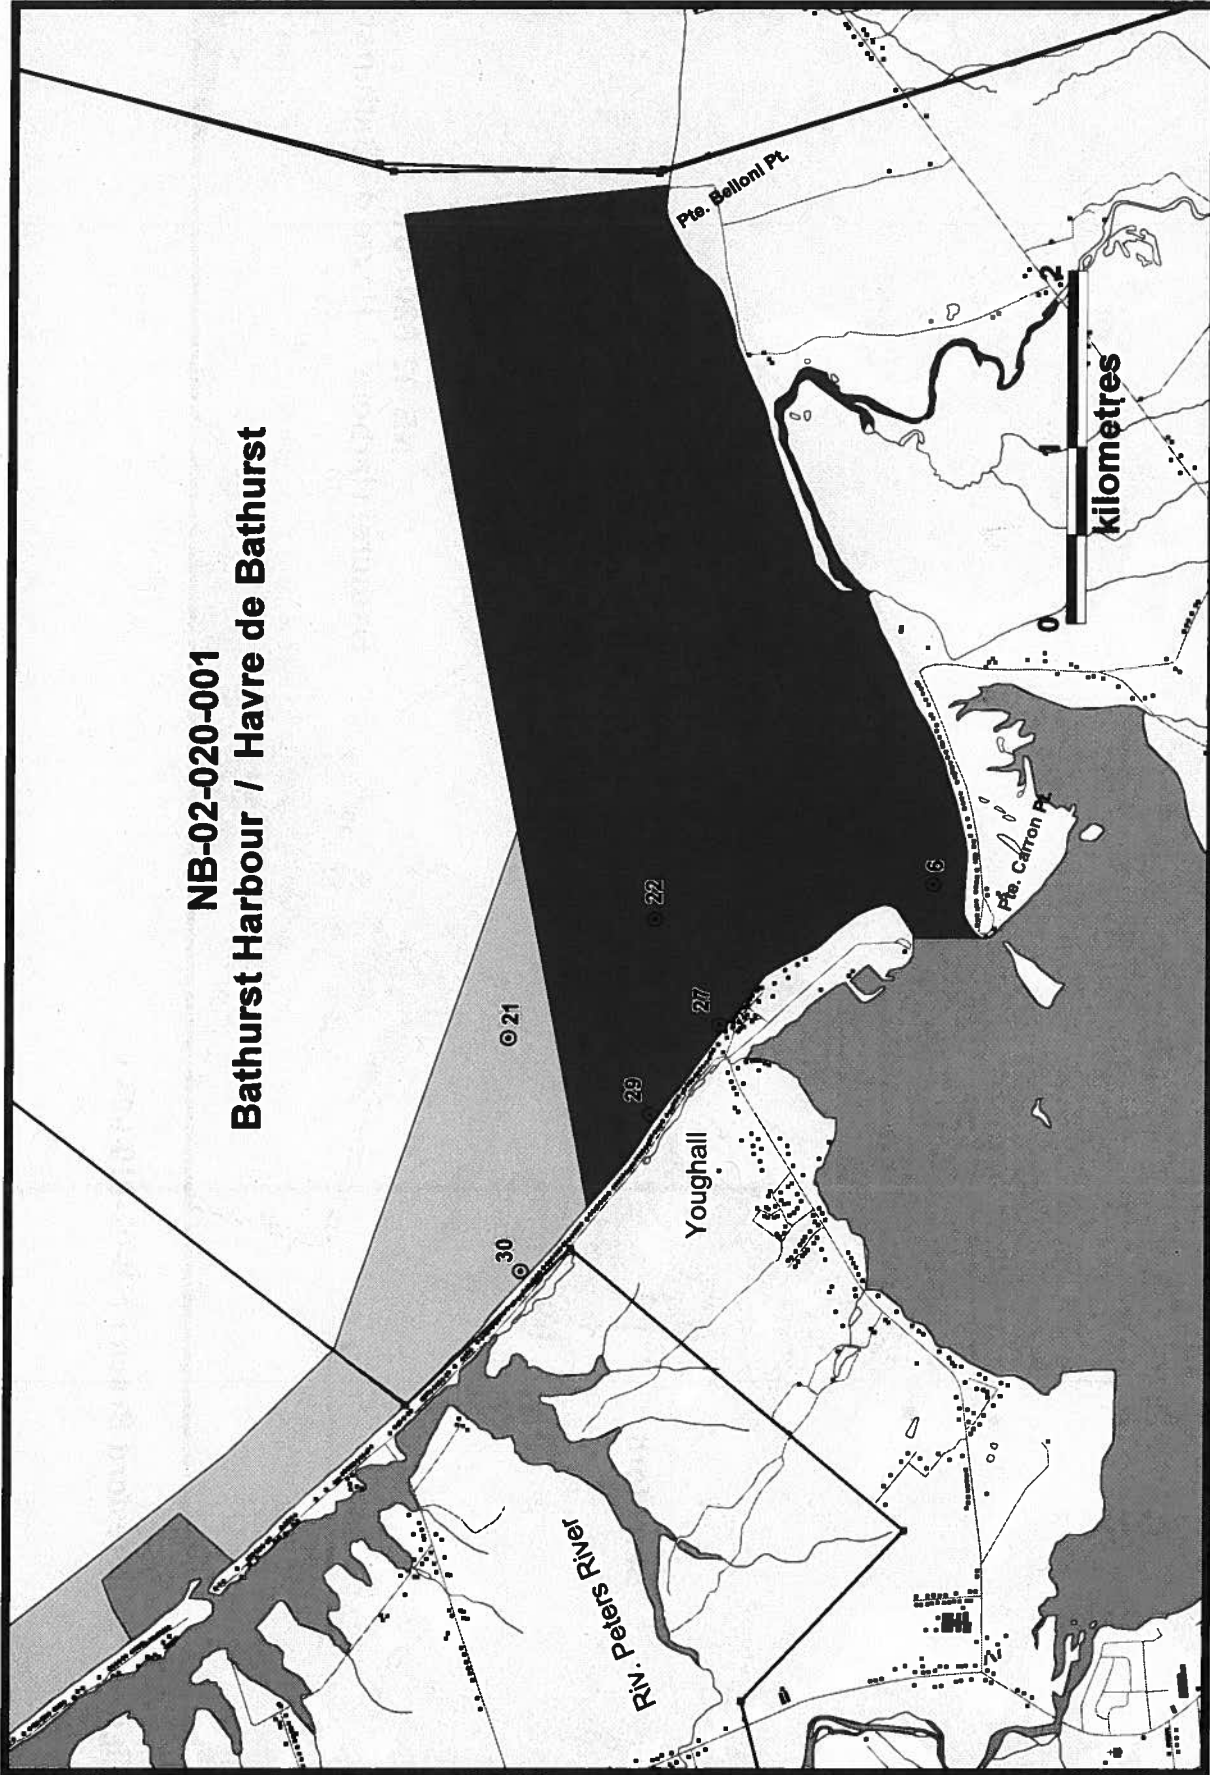 NB-02-020-001
Bathurst Harbour / Havre de Bathurst
Pte. Belloni Pt.
22
6
21
27
29
30
Pte. Carron Pt.
Youghall
Riv. Peters River
0 1 2
kilometres